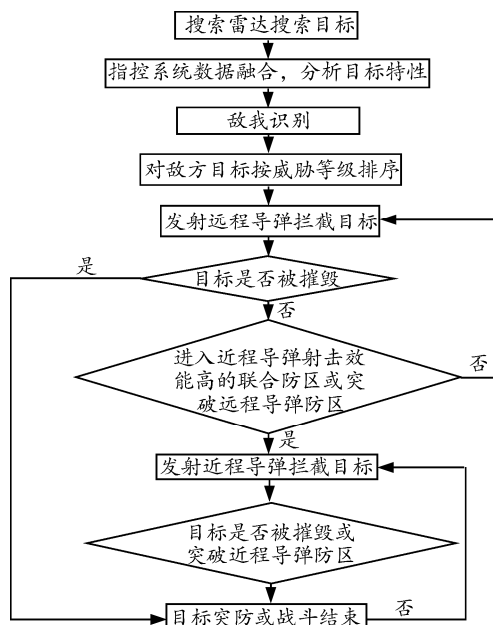 搜索雷达搜索目标
指控系统数据融合，分析目标特性
敌我识别
对敌方目标按威胁等级排序
发射远程导弹拦截目标
是
目标是否被摧毁
否
进入近程导弹射击效
能高的联合防区或突
破远程导弹防区
否
是
发射近程导弹拦截目标
目标是否被摧毁或
突破近程导弹防区
目标突防或战斗结束
否